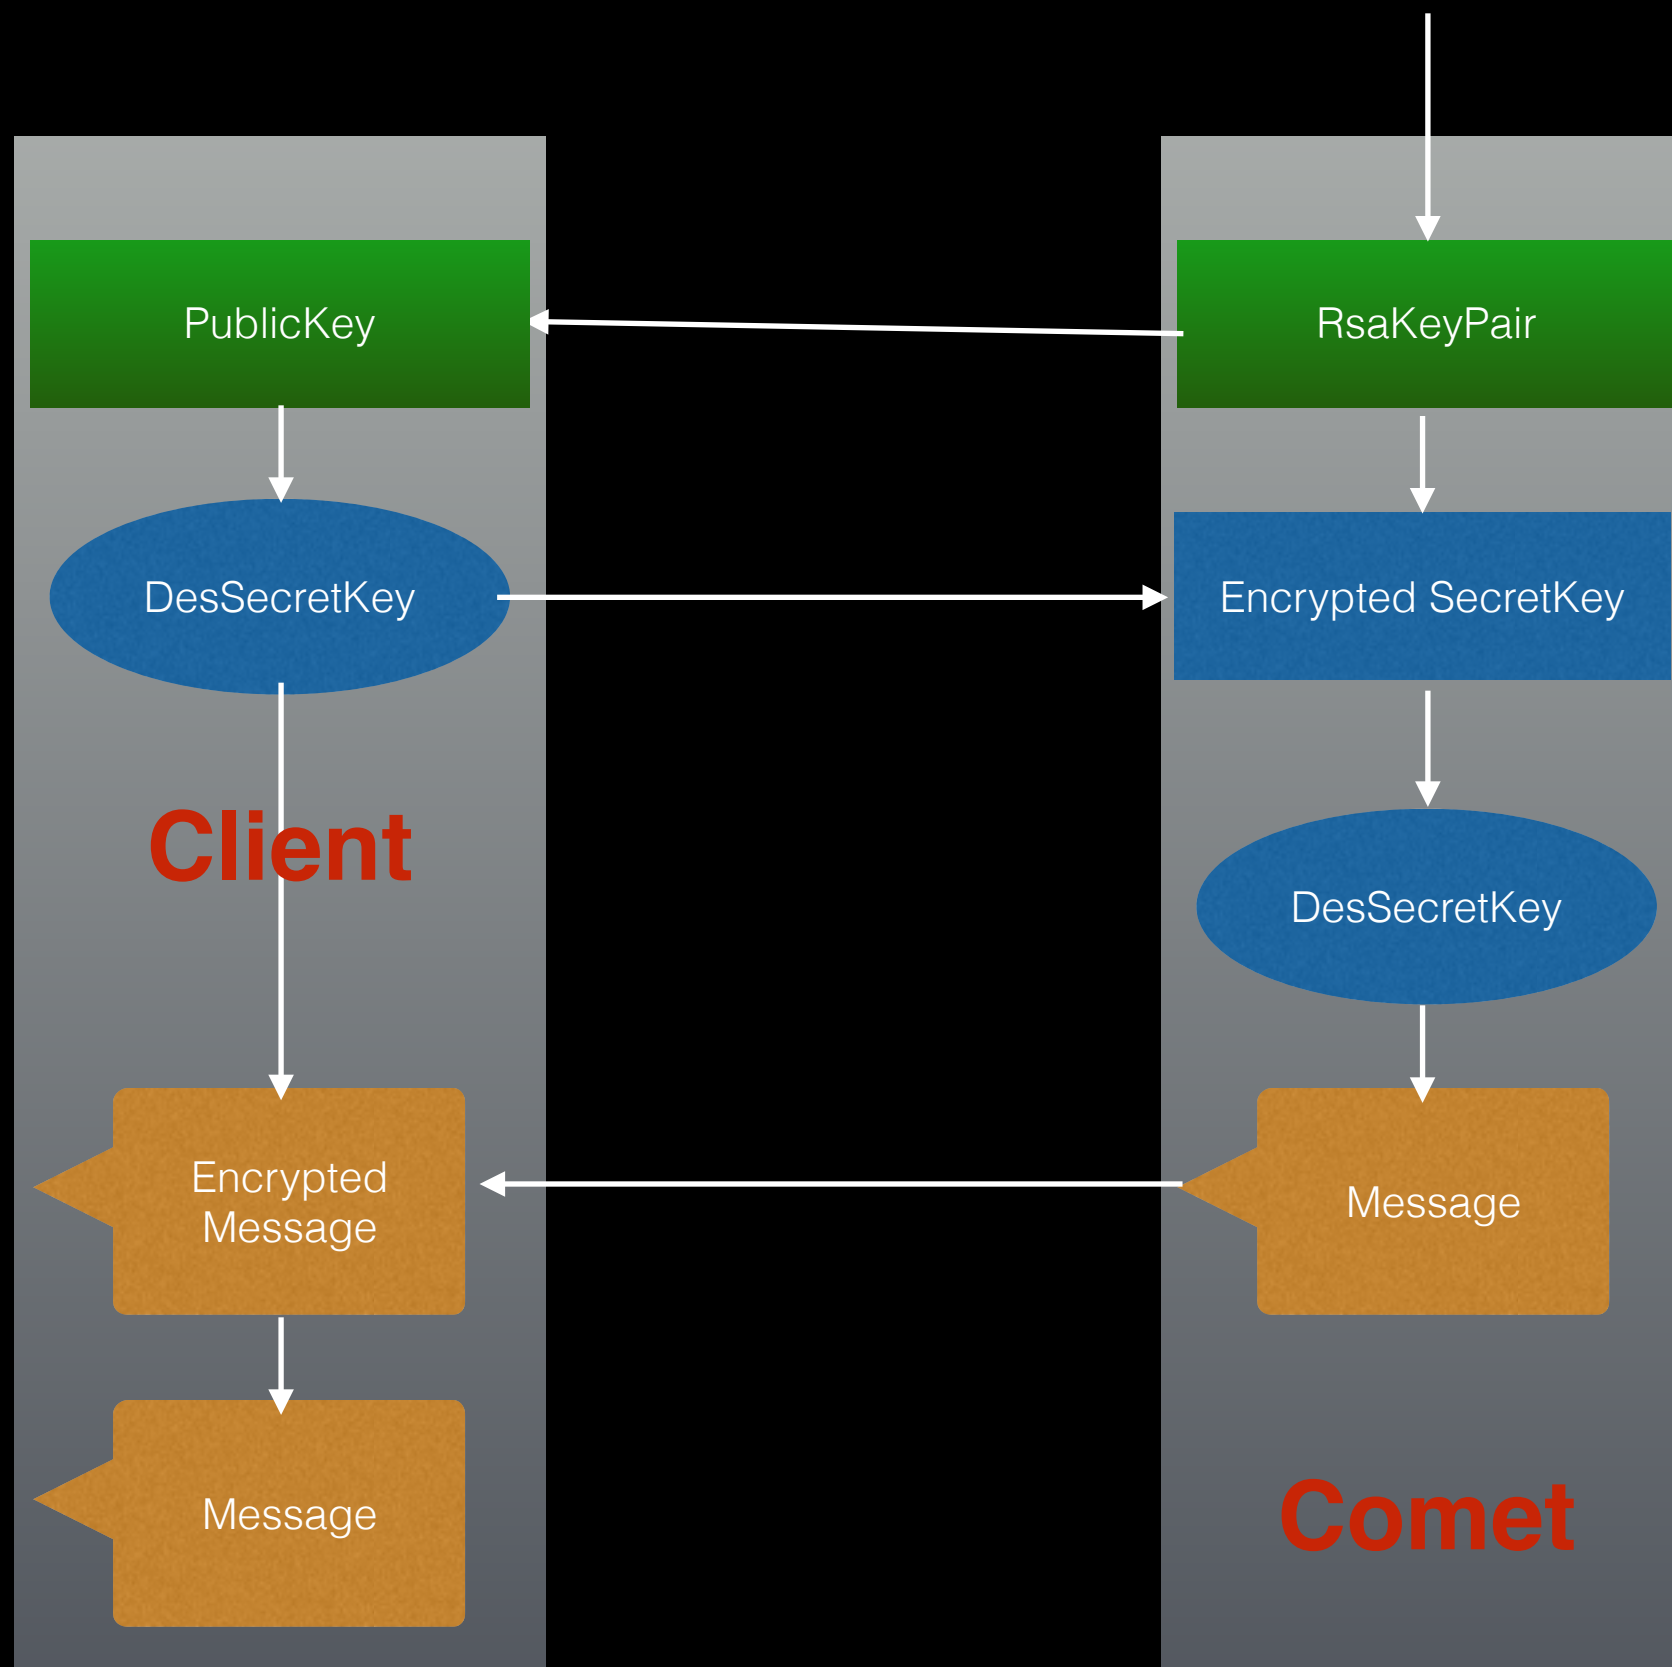 PublicKey
RsaKeyPair
DesSecretKey
Encrypted SecretKey
Client
DesSecretKey
Encrypted
Message
Message
Message
Comet